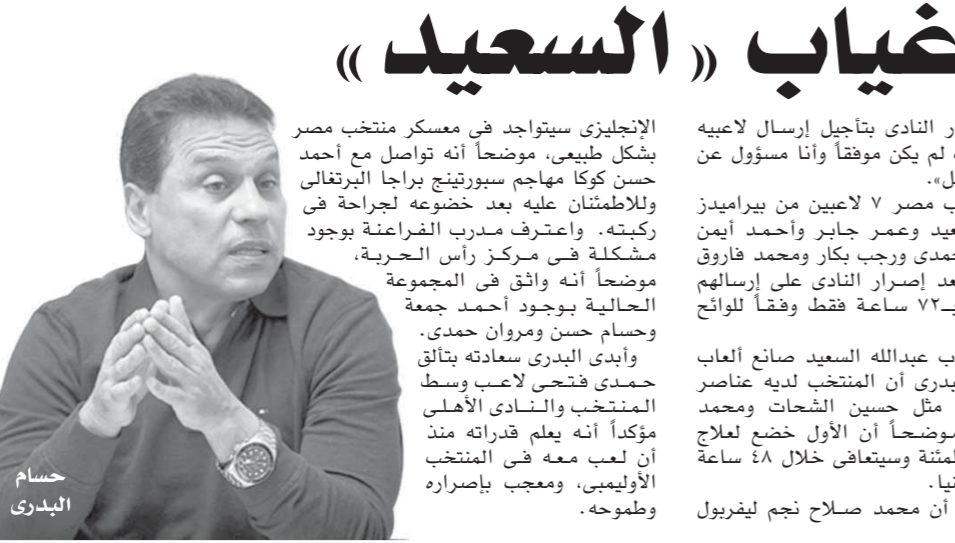 غياب «السعيد»
ر النادى بتأجيل إرسال لاعبيه
ه لم يكن موفقاً وأنا مسؤول عن
ل».
ب مصر ٧ لاعبين من بيراميدز
عيد وعمر جابر وأحمد أيمن
حمدى ورجب بكار ومحمد فاروق
عد إصرار النادى على إرسالهم
بـ٧٢ ساعة فقط وفقاً للوائح
ب عبدالله السعيد صانع ألعاب
بدرى أن المنتخب لديه عناصر
مثل حسين الشحات ومحمد
موضحاً أن الأول خضع لعلاج
لمئنة وسيتعافى خلال ٤٨ ساعة
نيا.
أن محمد صلاح نجم ليفربول
الإنجليزى سيتواجد فى معسكر منتخب مصر
بشكل طبيعى، موضحاً أنه تواصل مع أحمد
حسن كوكا مهاجم سبورتينج براجا البرتغالى
وللاطمئنان عليه بعد خضوعه لجراحة فى
ركبته. واعترف مدرب الفراعنة بوجود
مشكلة فى مركز رأس الحربة،
موضحاً أنه واثق فى المجموعة
الحالية بوجود أحمد جمعة
وحسام حسن ومروان حمدى.
وأبدى البدرى سعادته بتألق
حمدى فتحى لاعب وسط
المنتخب والنادى الأهلى
مؤكداً أنه يعلم قدراته منذ
أن لعب معه فى المنتخب
الأوليمبى، ومعجب بإصراره
وطموحه.
حسام
البدرى